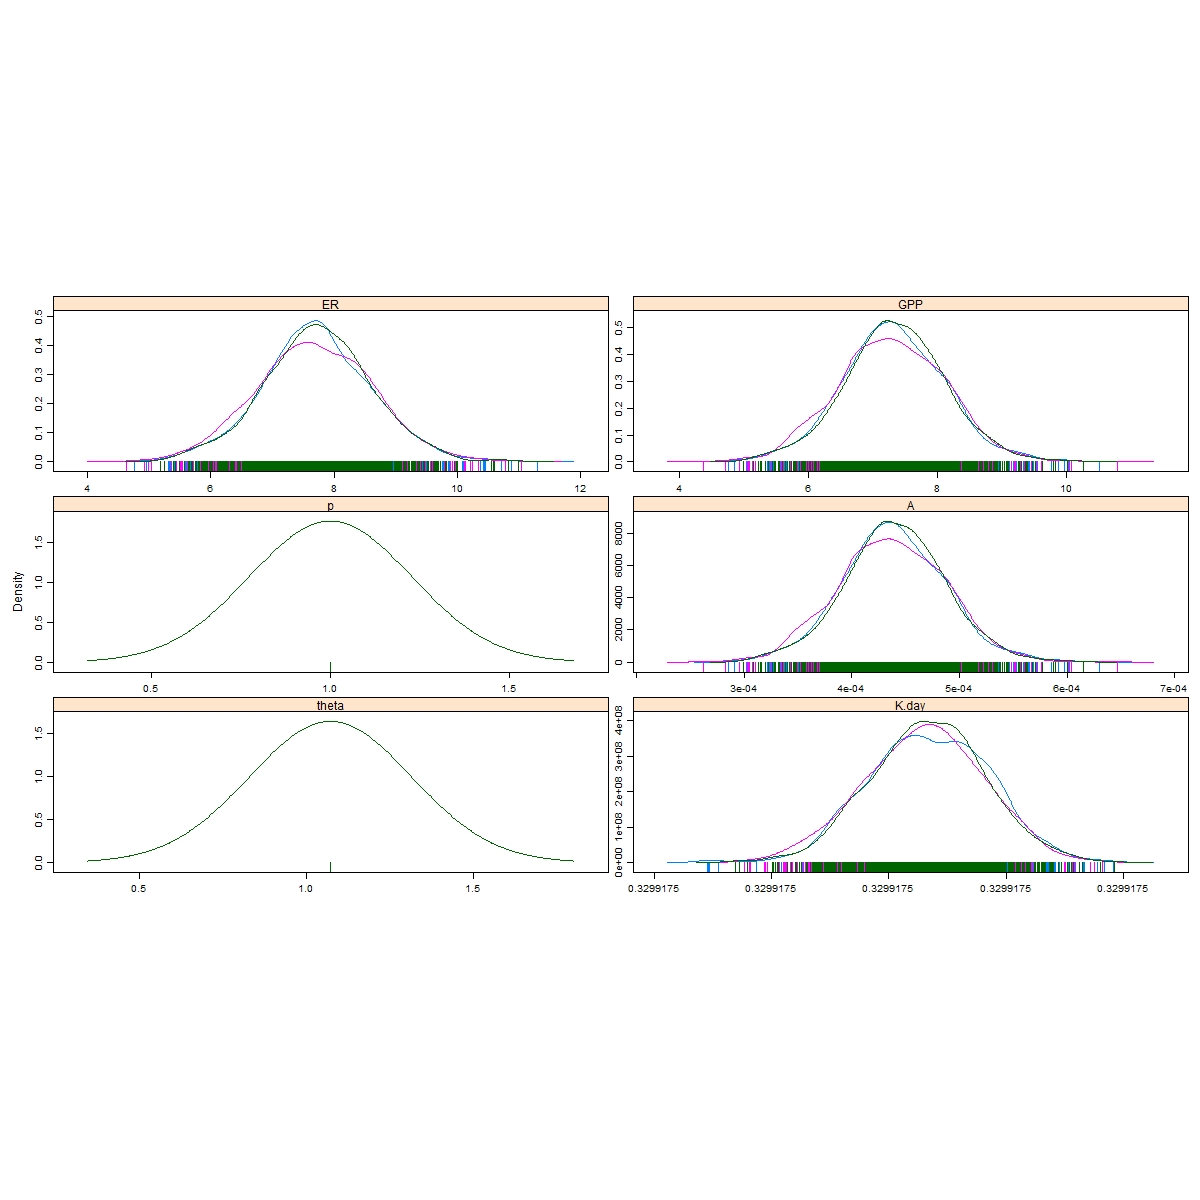 ER GPP
0.0 0.1 0.2 0.3 0.4 0.5
4 6 8 10 12
0.0 0.1 0.2 0.3 0.4 0.5
4 6 8 10
p A
Density
0.0 0.5 1.0 1.5
0.5 1.0 1.5
0 2000 4000 6000 8000
3e-04 4e-04 5e-04 6e-04 7e-04
theta K.day
0.0 0.5 1.0 1.5
0.5 1.0 1.5
0e+00 1e+08 2e+08 3e+08 4e+08
0.3299175 0.3299175 0.3299175 0.3299175 0.3299175